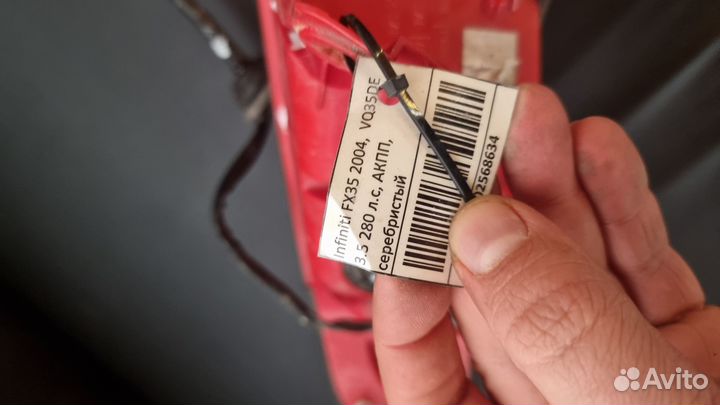 Infiniti FX35 2004, VQ35DE
3.5 280 л.с, АКПП,
серебристый
2568634
Avito